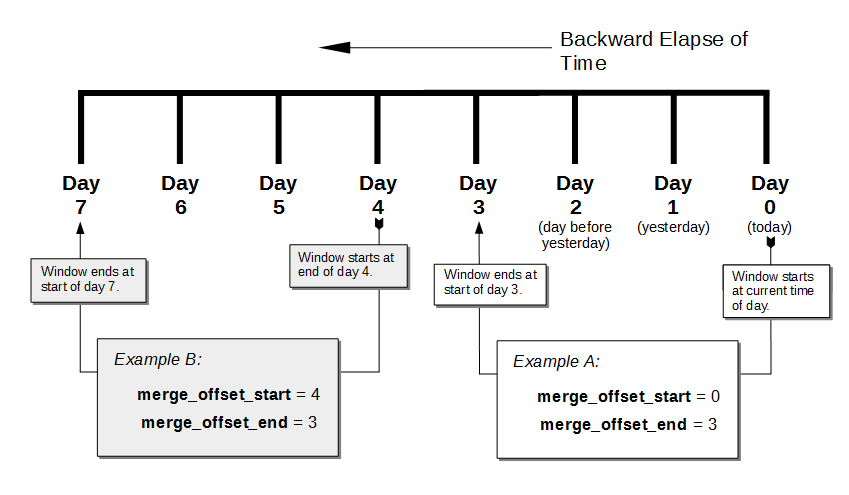 Backward Elapse of
Time
Day
7
Day
6
Day
5
Day
4
Day
3
Day
2
(day before
yesterday)
Day
1
(yesterday)
Day
0
(today)
Window ends at
start of day 7.
Window starts at
end of day 4.
Window ends at
start of day 3.
Window starts
at current time
of day.
Example B:
merge_offset_start = 4
merge_offset_end = 3
Example A:
merge_offset_start = 0
merge_offset_end = 3